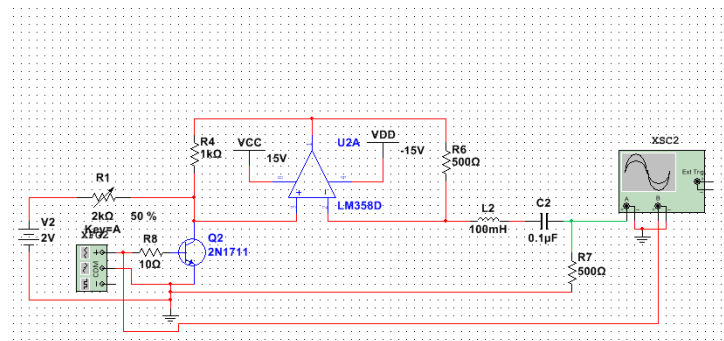 XSC2
VCC
15V
U2A
VDD
-15V
R4
1kΩ
R6
500Ω
Ext Trig
A
B
R1
2kΩ
50 %
Key=A
LM358D
L2
100mH
C2
0.1µF
V2
2V
COM
R8
10Ω
Q2
2N1711
R7
500Ω